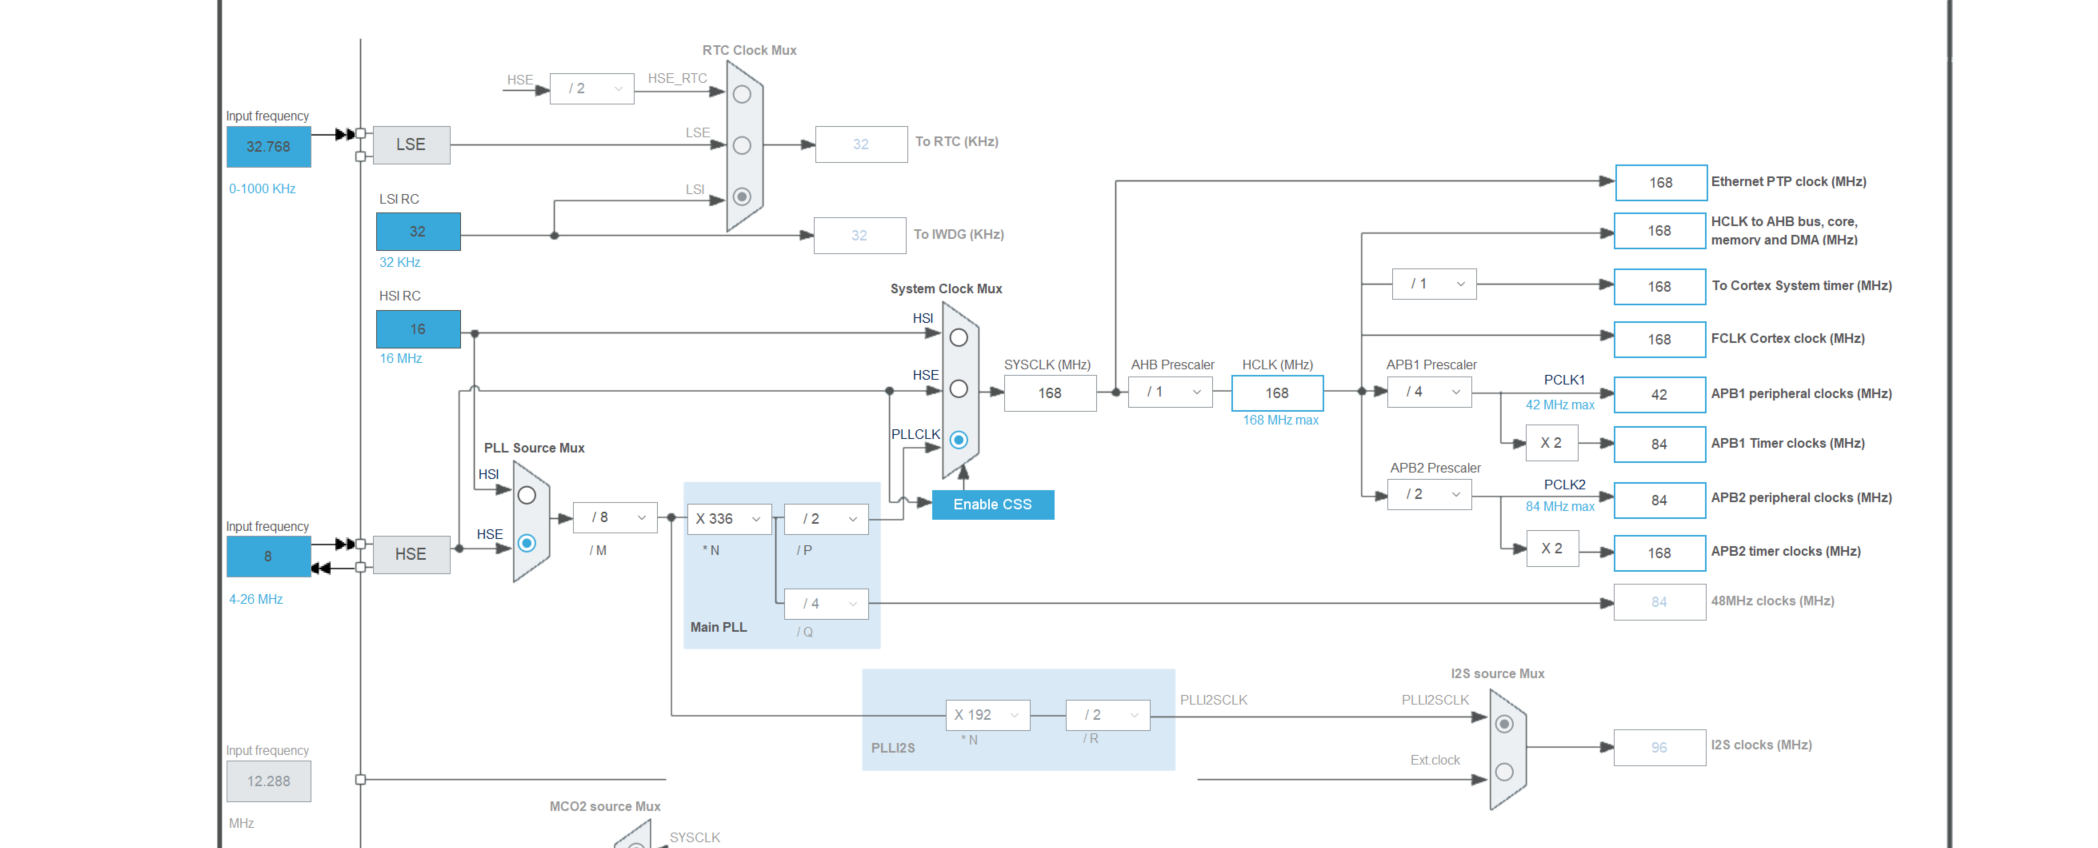 RTC Clock Mux
HSE
/ 2
HSE_RTC
Input frequency
32.768
LSE
LSE
32
To RTC (KHz)
0-1000 KHz
LSI RC
LSI
32
32
To IWDG (KHz)
32 KHz
168
Ethernet PTP clock (MHz)
168
HCLK to AHB bus, core,
memory and DMA (MHz)
HSI RC
System Clock Mux
/ 1
168
To Cortex System timer (MHz)
16
HSI
16 MHz
168
FCLK Cortex clock (MHz)
HSE
SYSCLK (MHz)
AHB Prescaler
HCLK (MHz)
APB1 Prescaler
168
/ 1
168
168 MHz max
/ 4
PCLK1
42 MHz max
42
APB1 peripheral clocks (MHz)
PLLCLK
X 2
84
APB1 Timer clocks (MHz)
PLL Source Mux
HSI
APB2 Prescaler
Enable CSS
/ 2
PCLK2
84 MHz max
84
APB2 peripheral clocks (MHz)
Input frequency
8
HSE
HSE
/ 8
/ M
X 336
* N
/ 2
/ P
X 2
168
APB2 timer clocks (MHz)
4-26 MHz
/ 4
/ Q
Main PLL
84
48MHz clocks (MHz)
I2S source Mux
X 192
* N
/ 2
/ R
PLLI2S
PLLI2SCLK
PLLI2SCLK
96
I2S clocks (MHz)
Ext.clock
Input frequency
12.288
MHz
MCO2 source Mux
SYSCLK